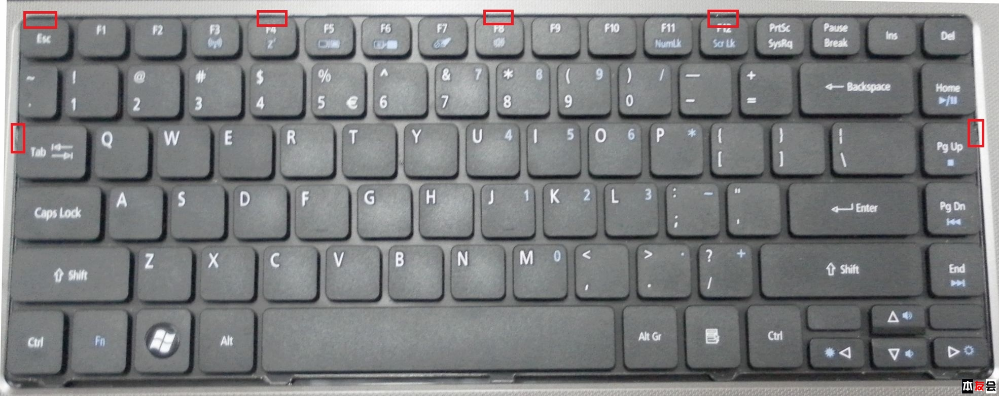 Esc F1 F2 F3 F4 F5 F6 F7 F8 F9 F10 F11 F12 PrtSc Pause Ins Del
Z NumLk Scr Lk SysRq Break
~ ! @ # $ % ^ & 7 * 8 ( 9 ) / — +
1 2 3 4 5 € 6 7 8 9 0 - = Backspace Home
Tab Q W E R T Y U 4 I 5 O 6 P * { } ¦ Pg Up
[ ] \
Caps Lock A S D F G H J 1 K 2 L 3 : - " Enter Pg Dn
; '
Shift Z X C V B N M 0 < > . ? + Shift End
, . /
Ctrl Fn Alt Alt Gr Ctrl
本友会